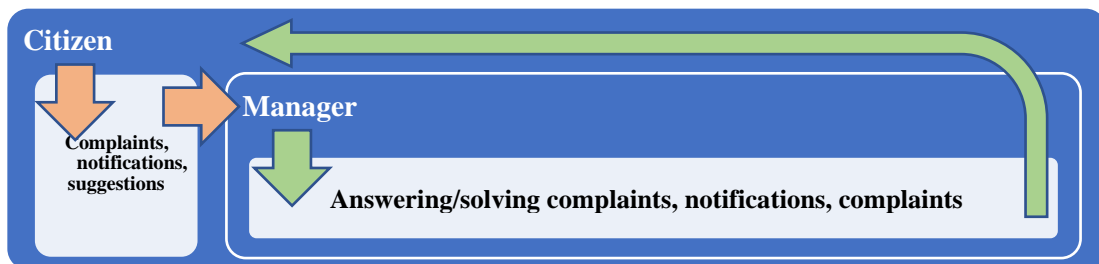 Citizen
Manager
Complaints,
notifications,
suggestions
Answering/solving complaints, notifications, complaints